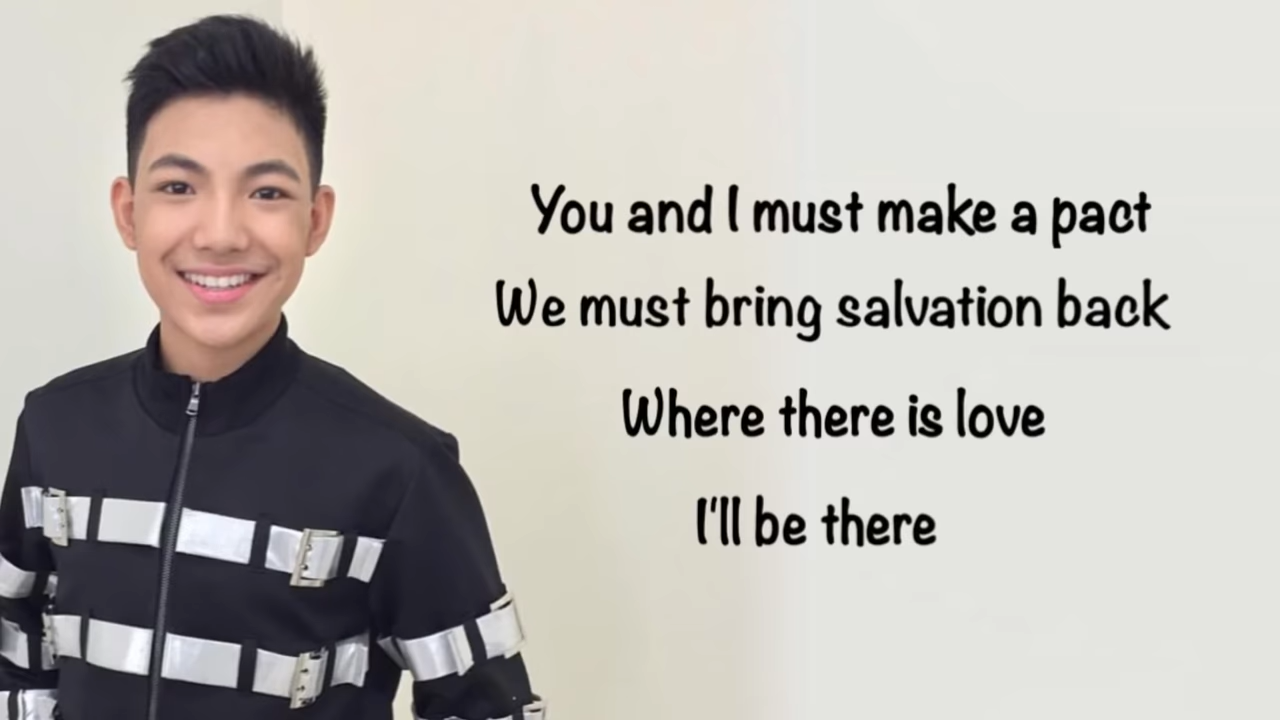 You and I must make a pact
We must bring salvation back
Where there is love
I'll be there